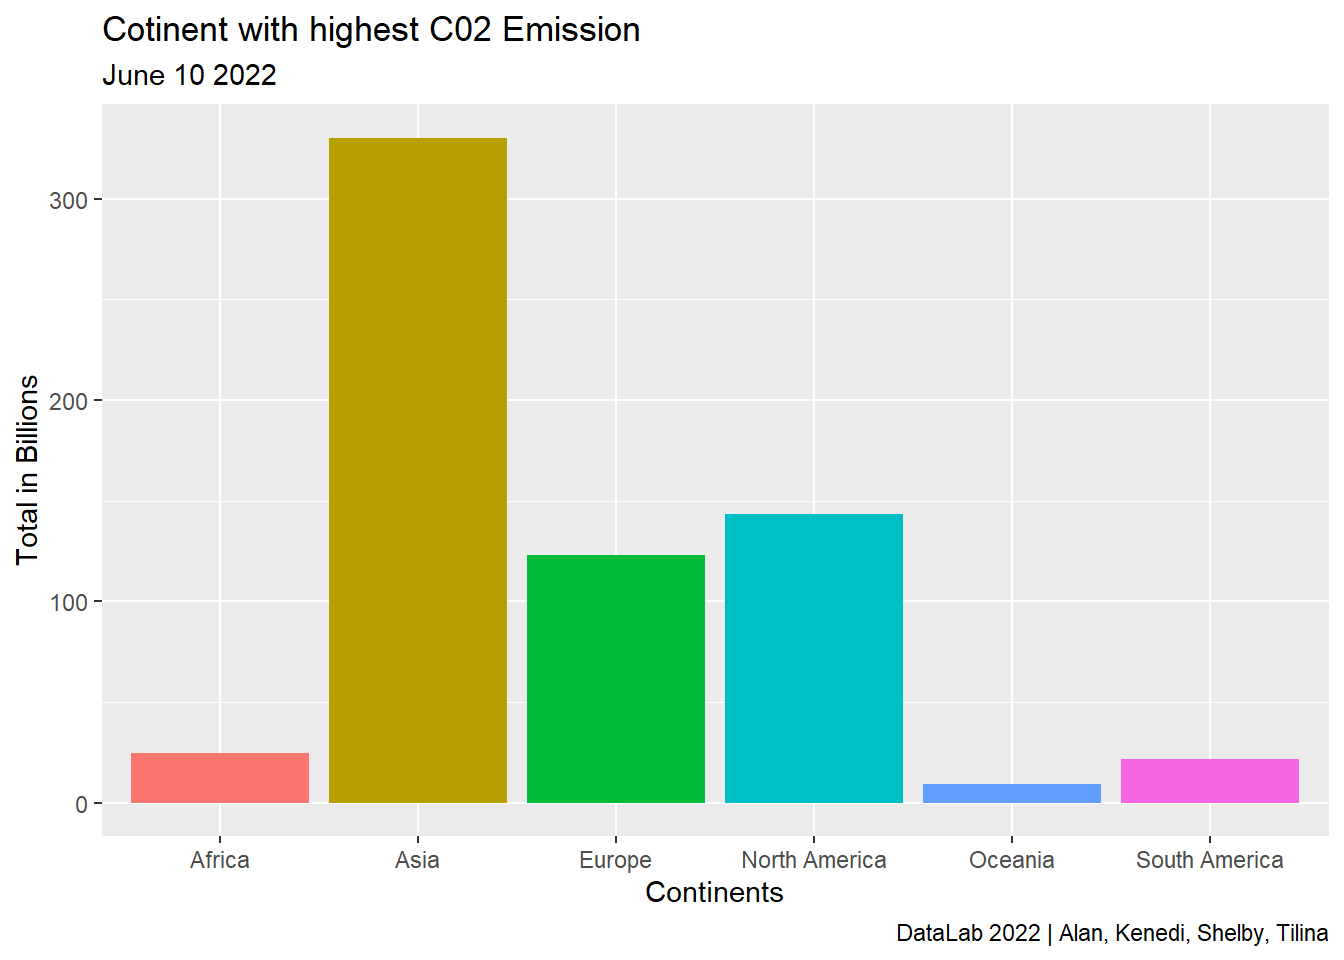 Cotinent with highest C02 Emission
June 10 2022
Total in Billions
300
200
100
0
Africa Asia Europe North America Oceania South America
Continents
DataLab 2022 | Alan, Kenedi, Shelby, Tilina